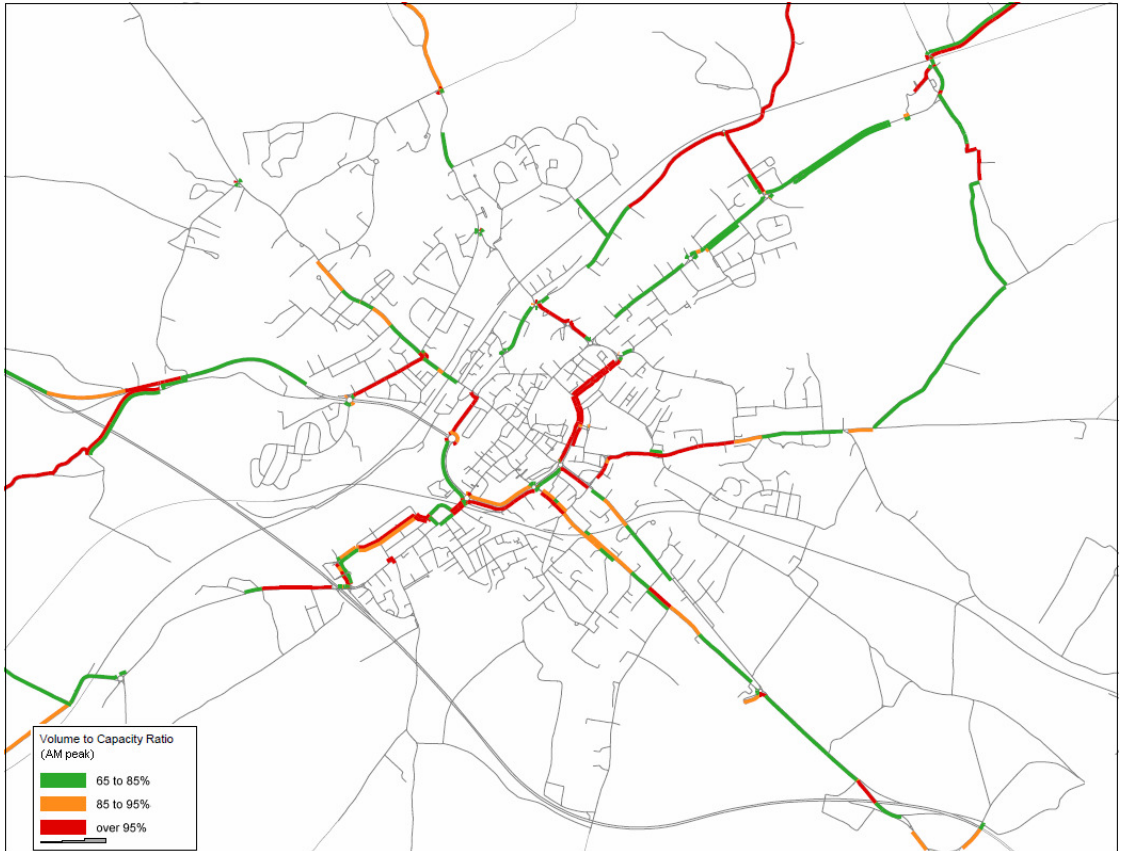 Volume to Capacity Ratio
(AM peak)
65 to 85%
85 to 95%
over 95%